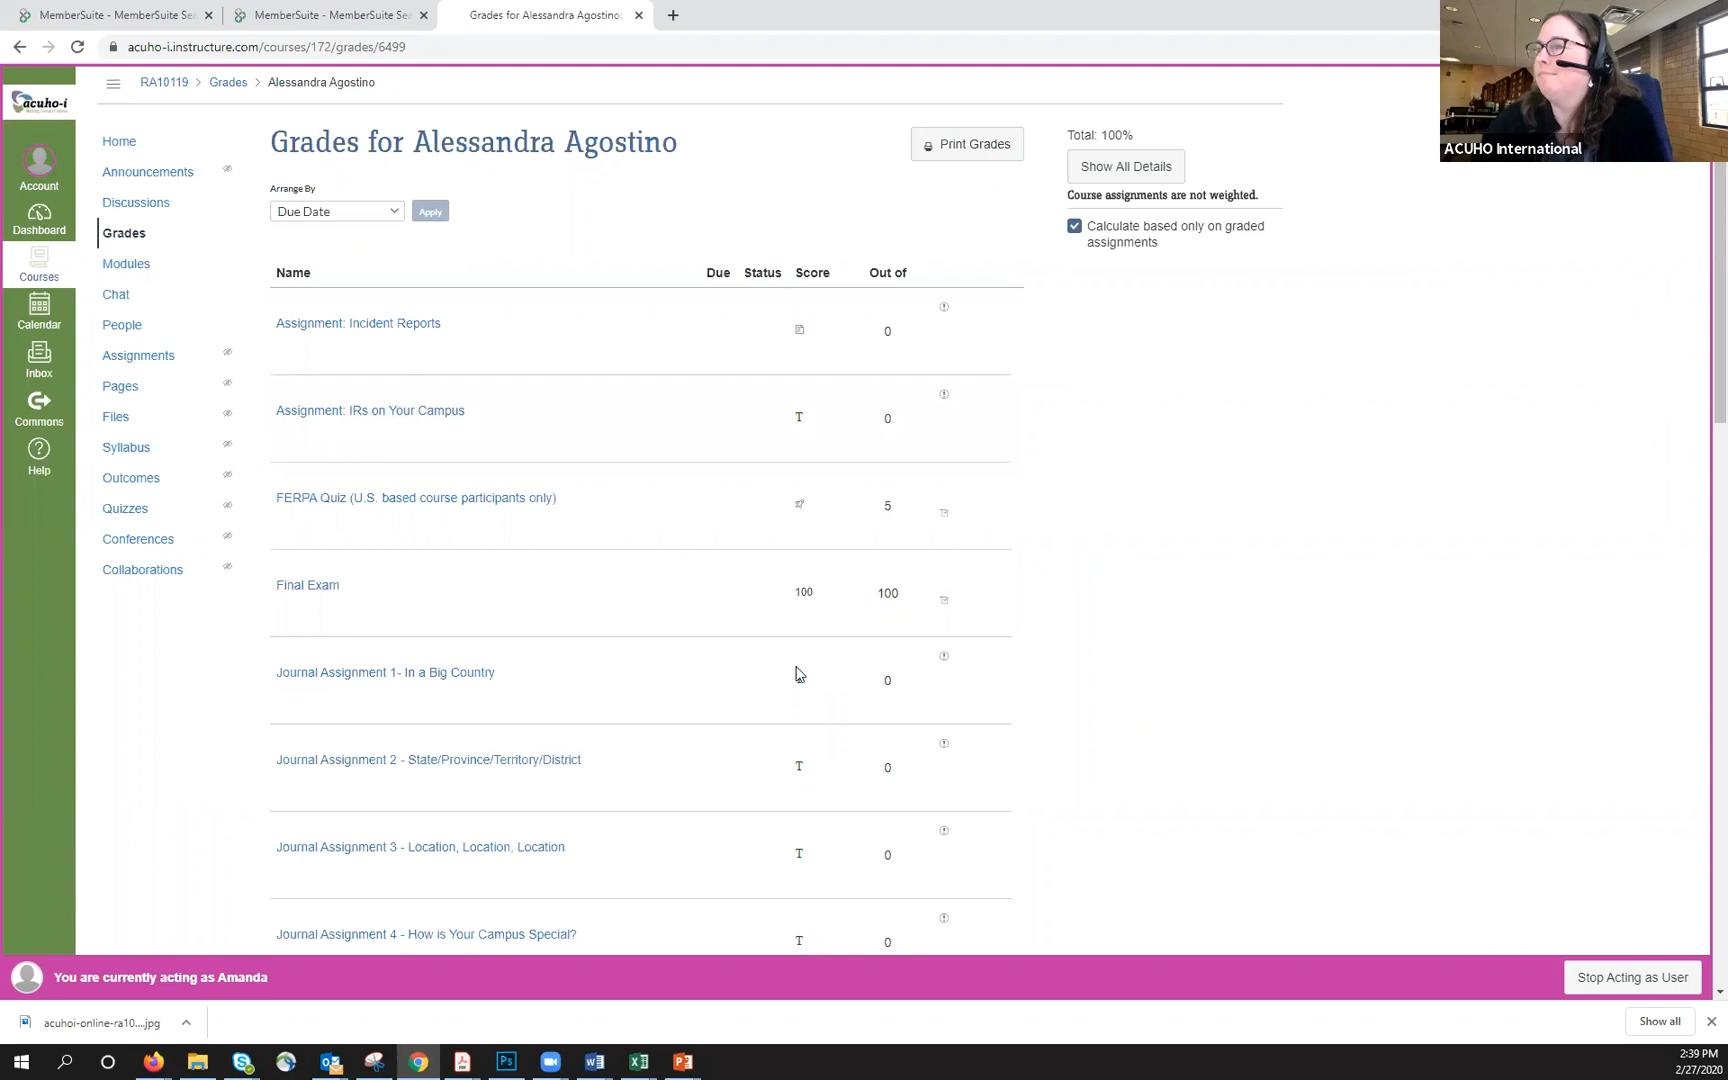 MemberSuite - MemberSuite Sea
MemberSuite - MemberSuite Sea
Grades for Alessandra Agostino:
acuho-i.instructure.com/courses/172/grades/6499
acuho-i
RA10119 > Grades > Alessandra Agostino
Account
Dashboard
Courses
Calendar
Inbox
Commons
Help
Home
Announcements
Discussions
Grades
Modules
Chat
People
Assignments
Pages
Files
Syllabus
Outcomes
Quizzes
Conferences
Collaborations
Grades for Alessandra Agostino
Print Grades
Arrange By
Due Date
Apply
Total: 100%
Show All Details
Course assignments are not weighted.
Calculate based only on graded
assignments
Name Due Status Score Out of
Assignment: Incident Reports 0
Assignment: IRs on Your Campus T 0
FERPA Quiz (U.S. based course participants only) 5
Final Exam 100 100
Journal Assignment 1- In a Big Country 0
Journal Assignment 2 - State/Province/Territory/District T 0
Journal Assignment 3 - Location, Location, Location T 0
Journal Assignment 4 - How is Your Campus Special? T 0
ACUHO International
You are currently acting as Amanda
Stop Acting as User
acuhoi-online-ra10....jpg
Show all
2:39 PM
2/27/2020